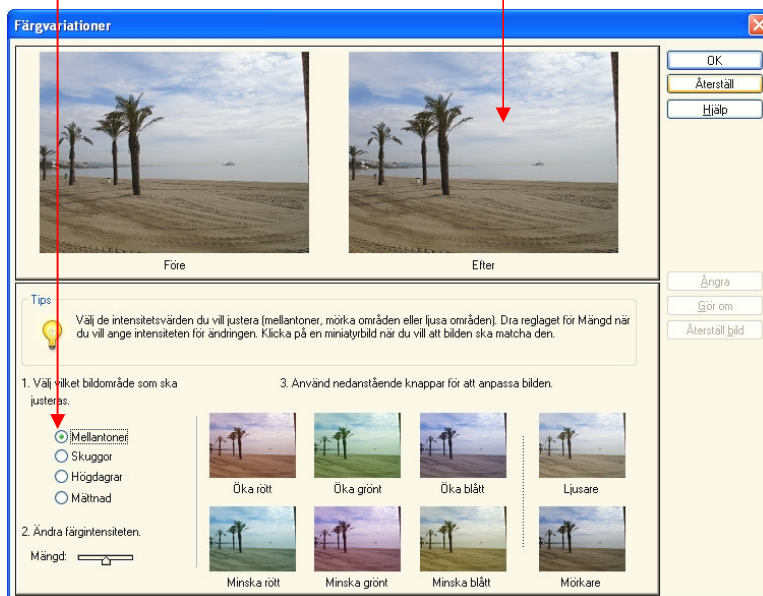 Färgvariationer
OK
Återställ
Hjälp
Före
Efter
Ångra
Gör om
Återställ bild
Tips
Välj de intensitetsvärden du vill justera (mellantoner, mörka områden eller ljusa områden). Dra reglaget för Mängd när
du vill ange intensiteten för ändringen. Klicka på en miniatyrbild när du vill att bilden ska matcha den.
1. Välj vilket bildområde som ska
justeras.
Mellantoner
Skuggor
Högdagrar
Mättnad
2. Ändra färgintensiteten.
Mängd:
3. Använd nedanstående knappar för att anpassa bilden.
Öka rött
Öka grönt
Öka blått
Ljusare
Minska rött
Minska grönt
Minska blått
Mörkare